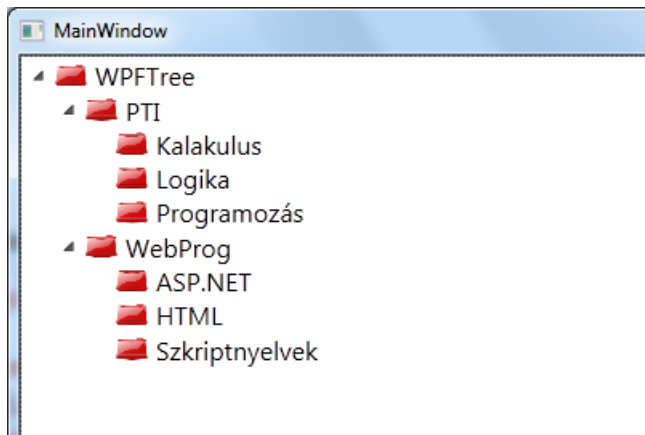 MainWindow
WPFTree
PTI
Kalakulus
Logika
Programozás
WebProg
ASP.NET
HTML
Szkriptnyelvek